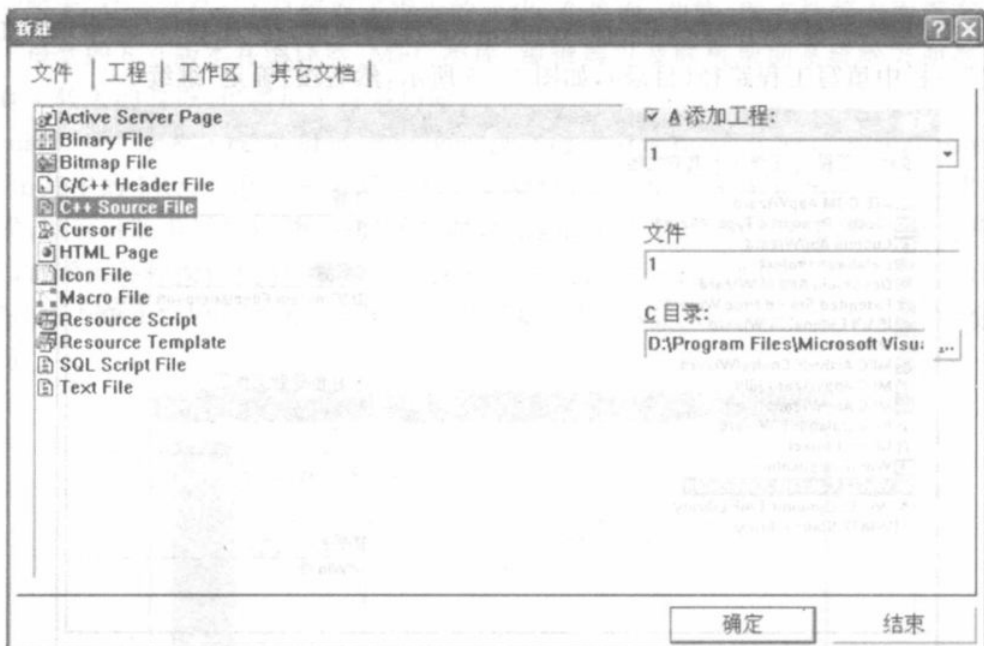 新建
文件 工程 工作区 其它文档
Active Server Page
Binary File
Bitmap File
C/C++ Header File
C++ Source File
Cursor File
HTML Page
Icon File
Macro File
Resource Script
Resource Template
SQL Script File
Text File
A添加工程:
1
文件
1
C目录:
D:\Program Files\Microsoft Visua ...
确定 结束